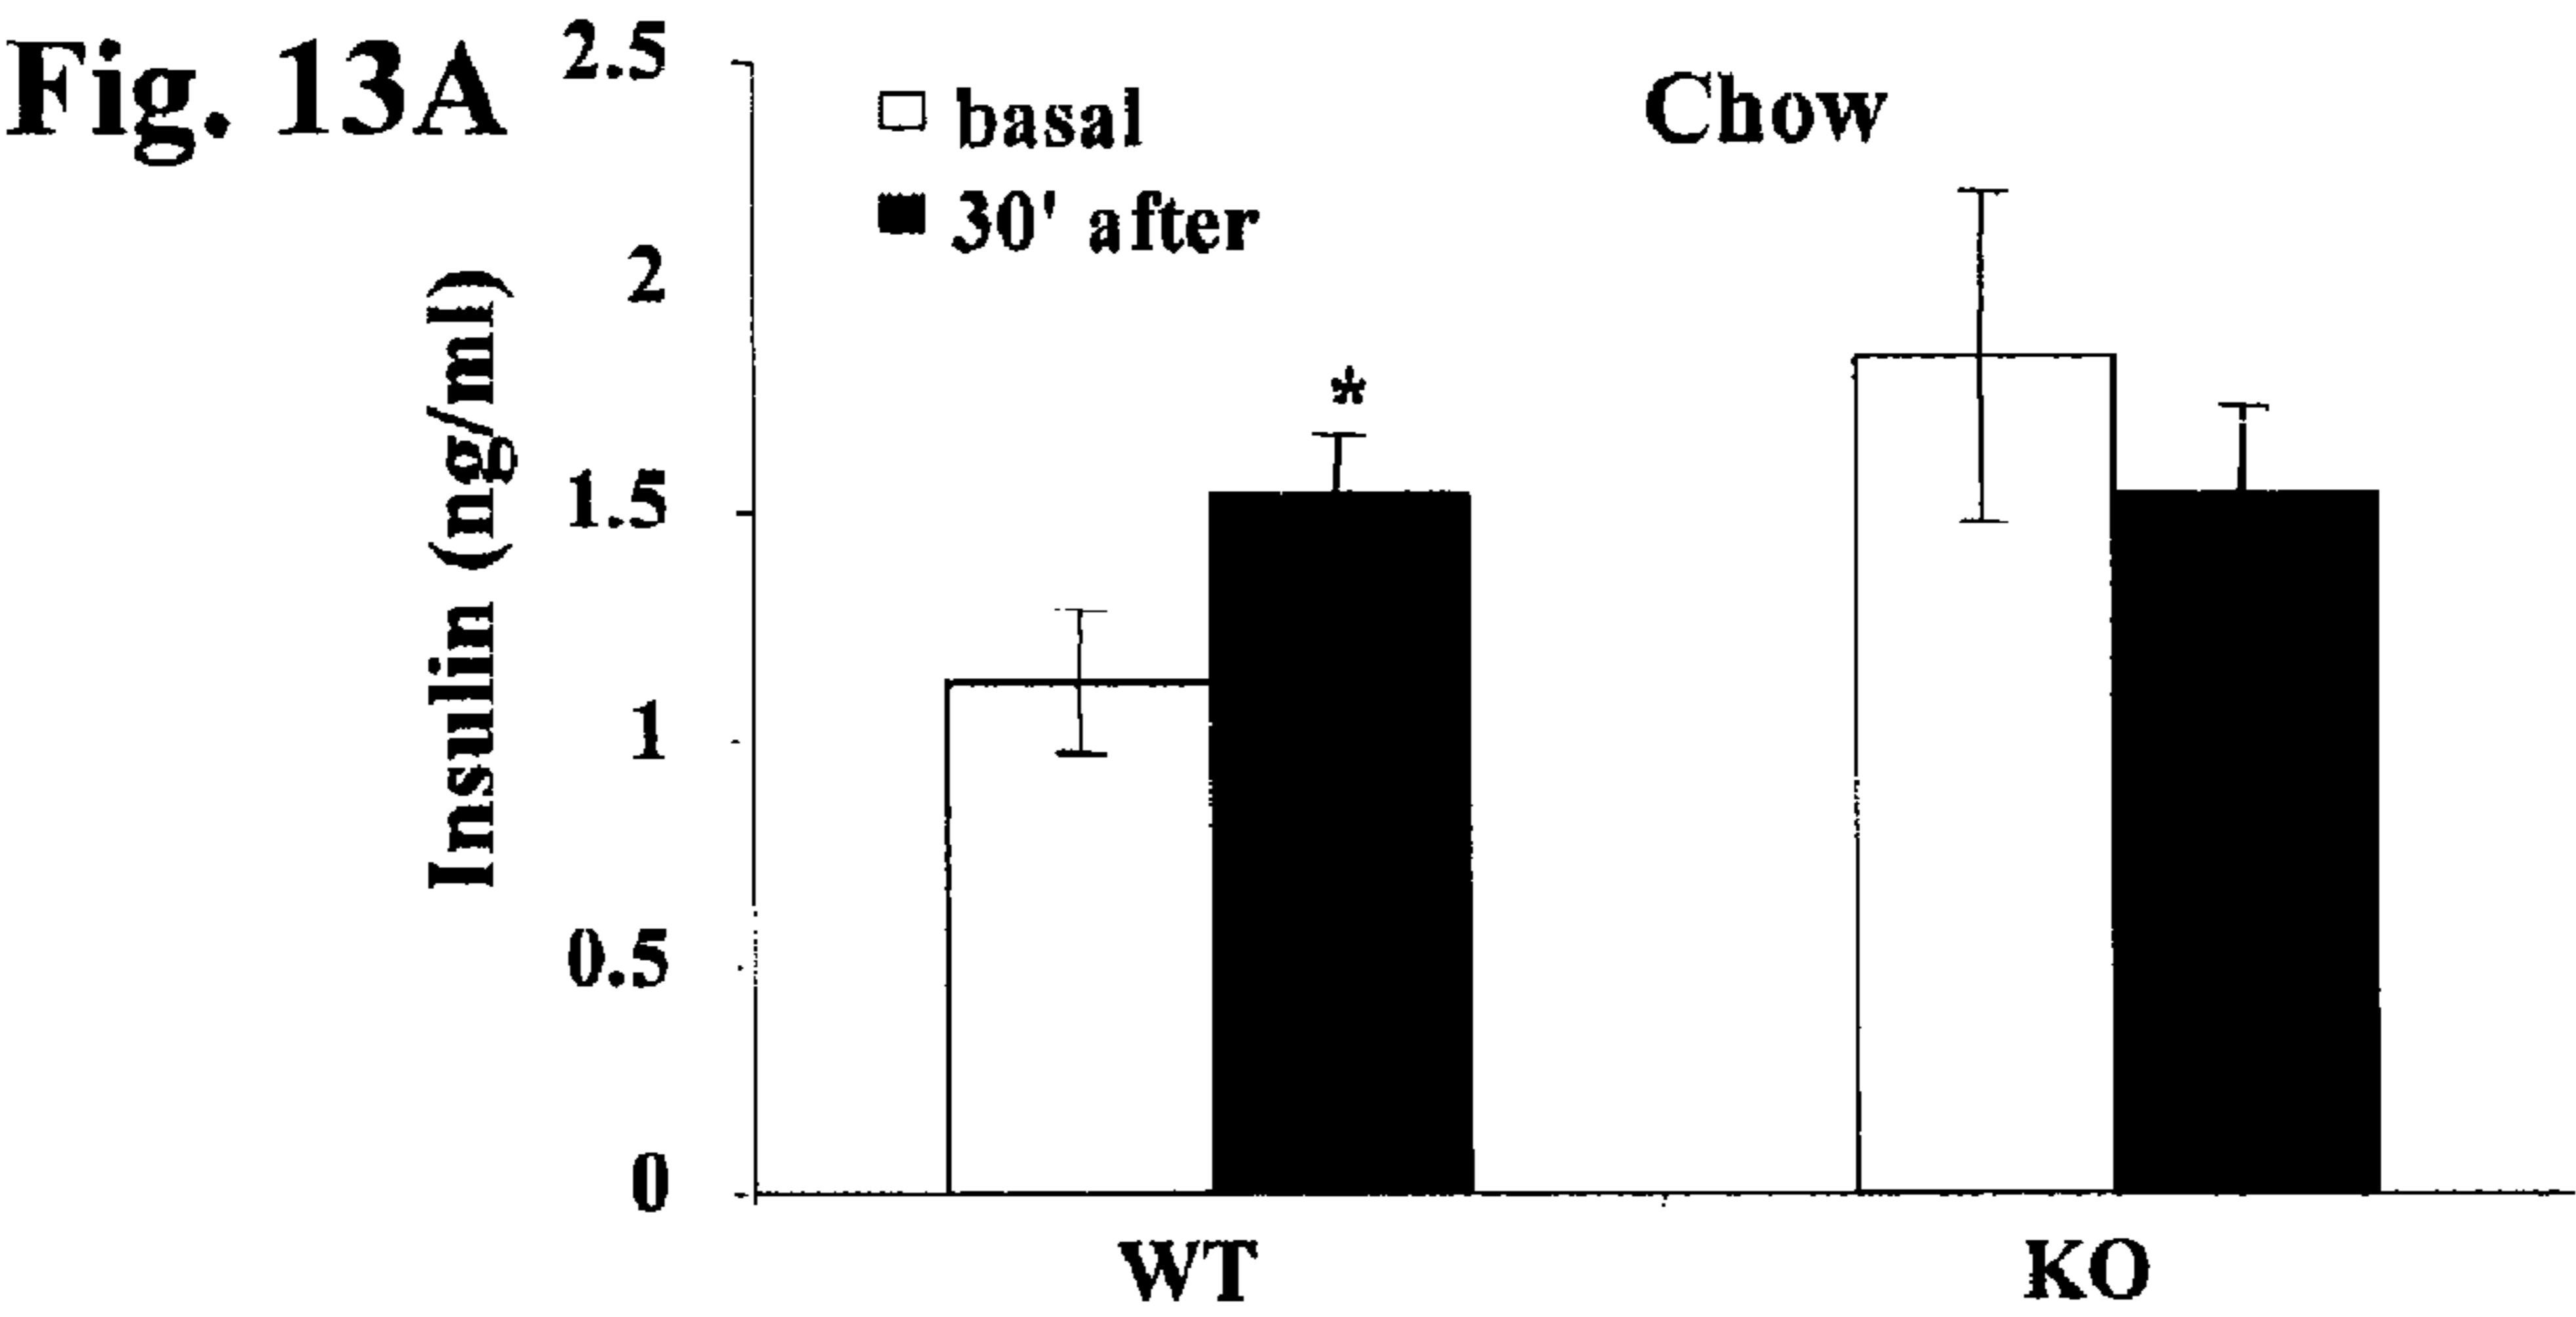 Fig. 13A
Chow
basal
30' after
Insulin (ng/ml)
2.5
2
1.5
1
0.5
0
*
WT
KO